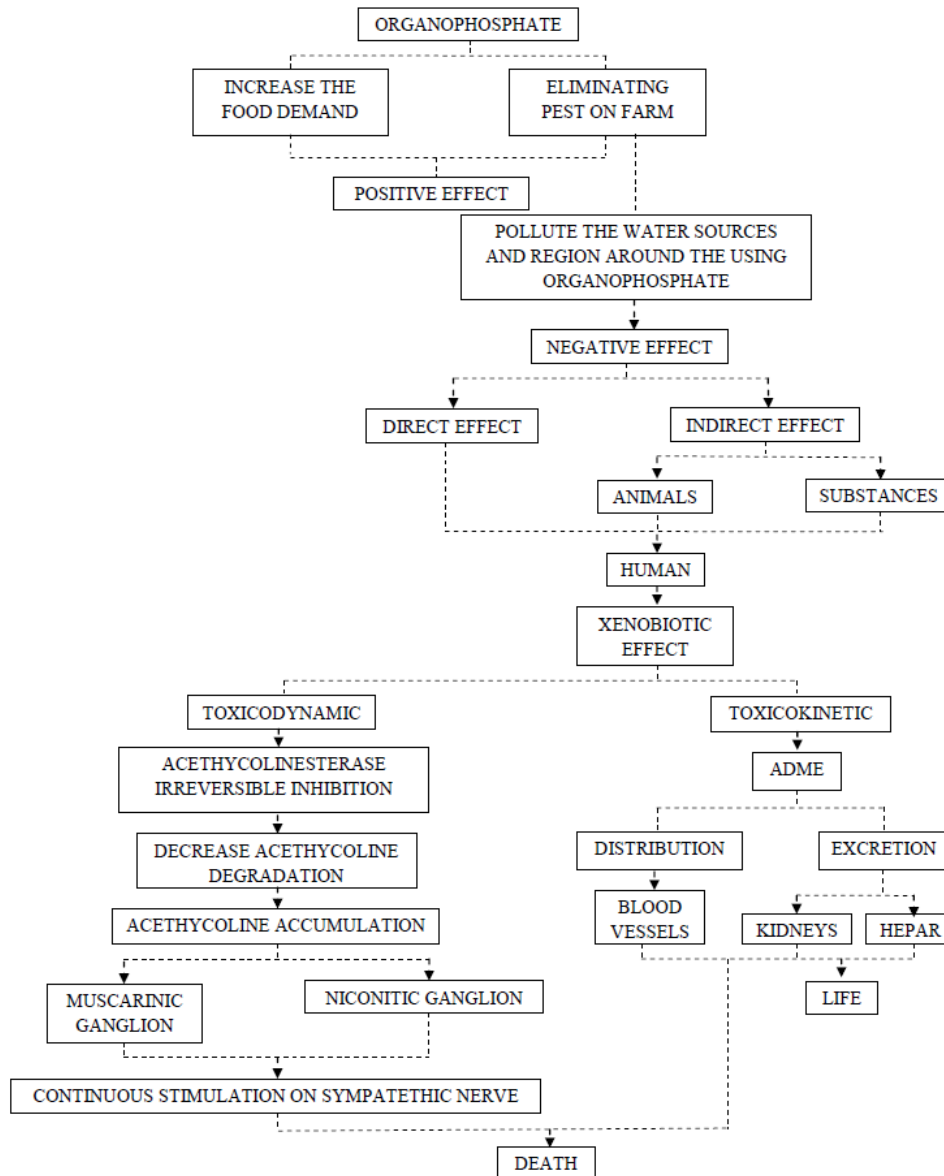 ORGANOPHOSPHATE
INCREASE THE
FOOD DEMAND
ELIMINATING
PEST ON FARM
POSITIVE EFFECT
POLLUTE THE WATER SOURCES
AND REGION AROUND THE USING
ORGANOPHOSPHATE
NEGATIVE EFFECT
DIRECT EFFECT
INDIRECT EFFECT
ANIMALS
SUBSTANCES
HUMAN
XENOBIOTIC
EFFECT
TOXICODYNAMIC
TOXICOKINETIC
ACETHYCOLINESTERASE
IRREVERSIBLE INHIBITION
ADME
DECREASE ACETHYCOLINE
DEGRADATION
DISTRIBUTION
EXCRETION
ACETHYCOLINE ACCUMULATION
BLOOD
VESSELS
KIDNEYS
HEPAR
MUSCARINIC
GANGLION
NICONITIC GANGLION
LIFE
CONTINUOUS STIMULATION ON SYMPATETHIC NERVE
DEATH